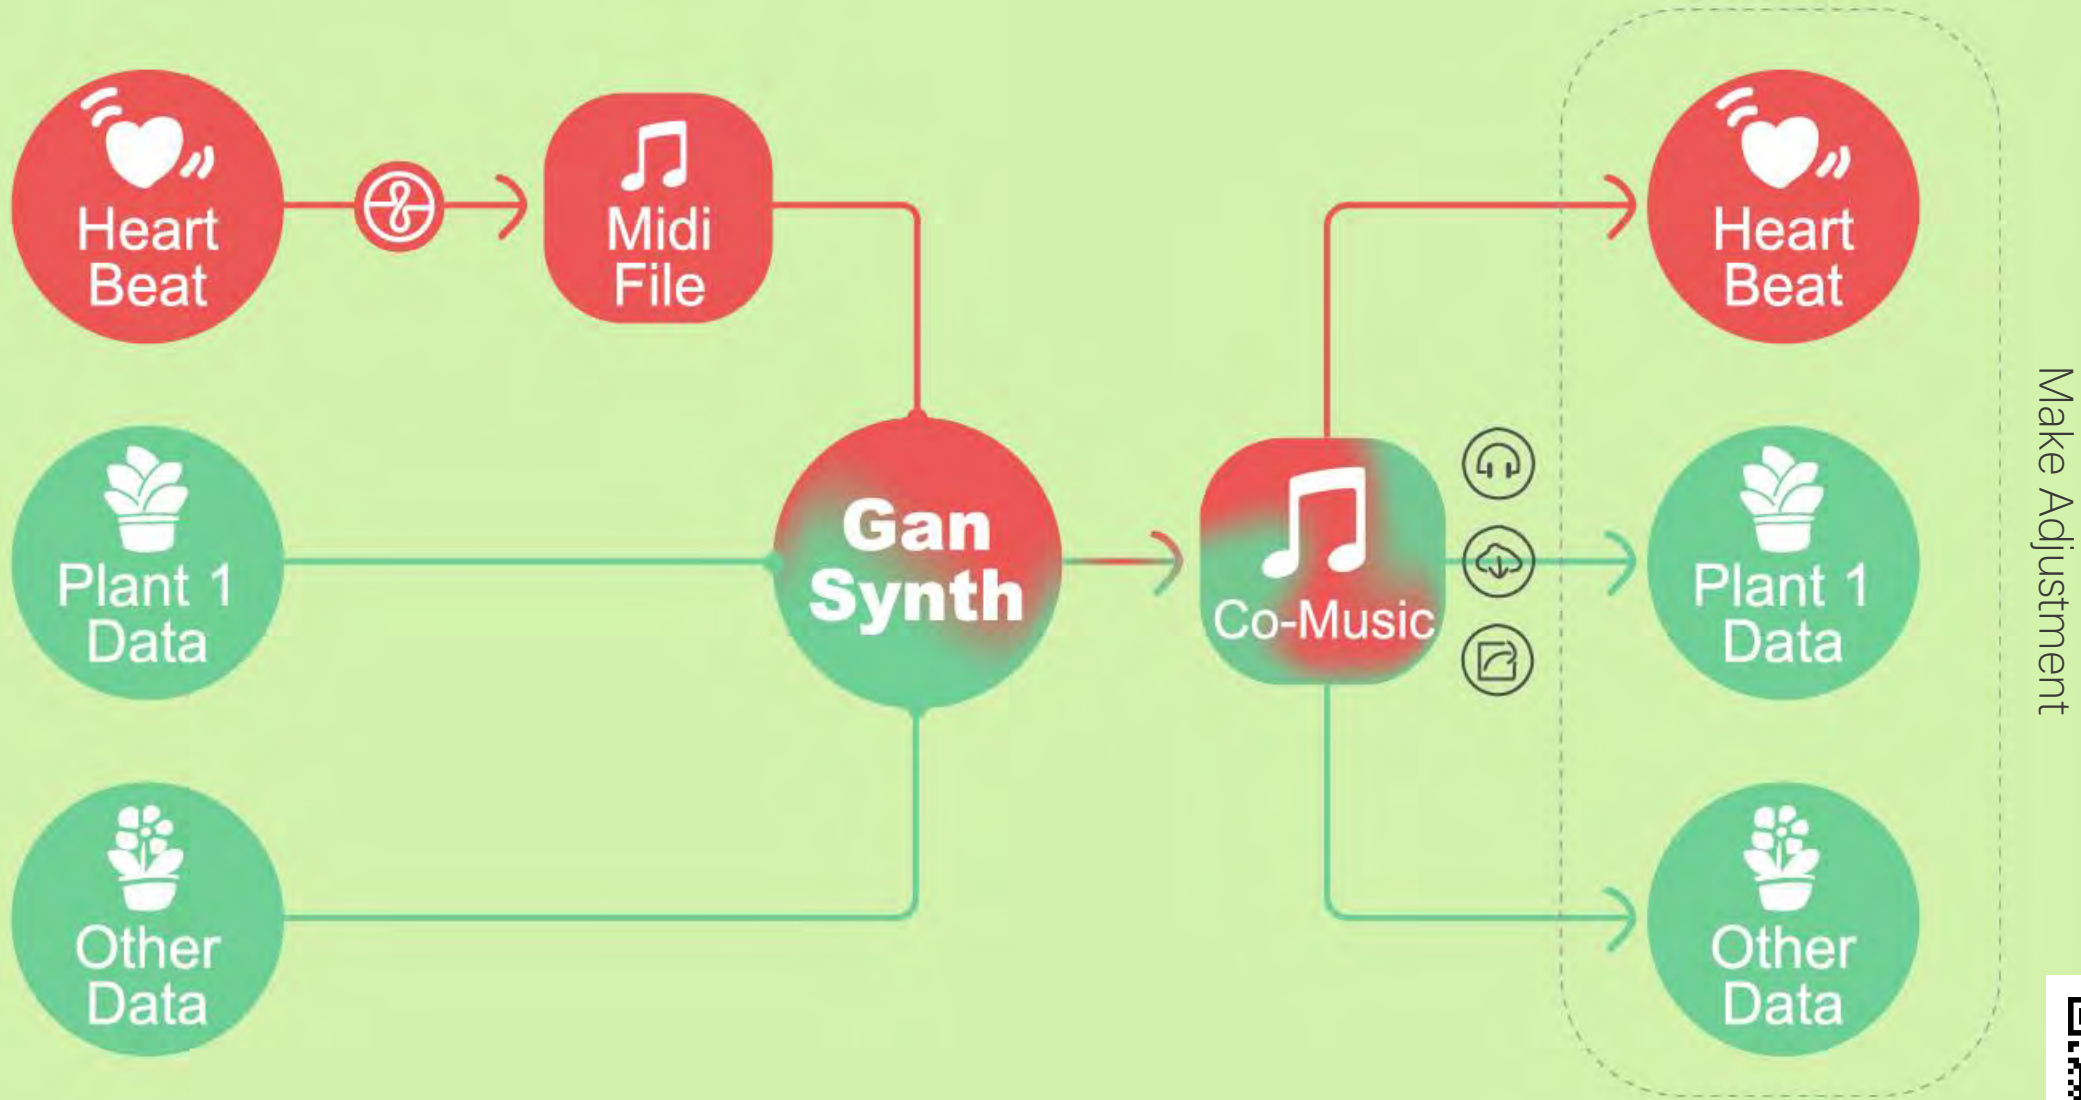 Heart
Beat
Midi
File
Plant 1
Data
Other
Data
Gan
Synth
Co-Music
Heart
Beat
Plant 1
Data
Other
Data
Make Adjustment